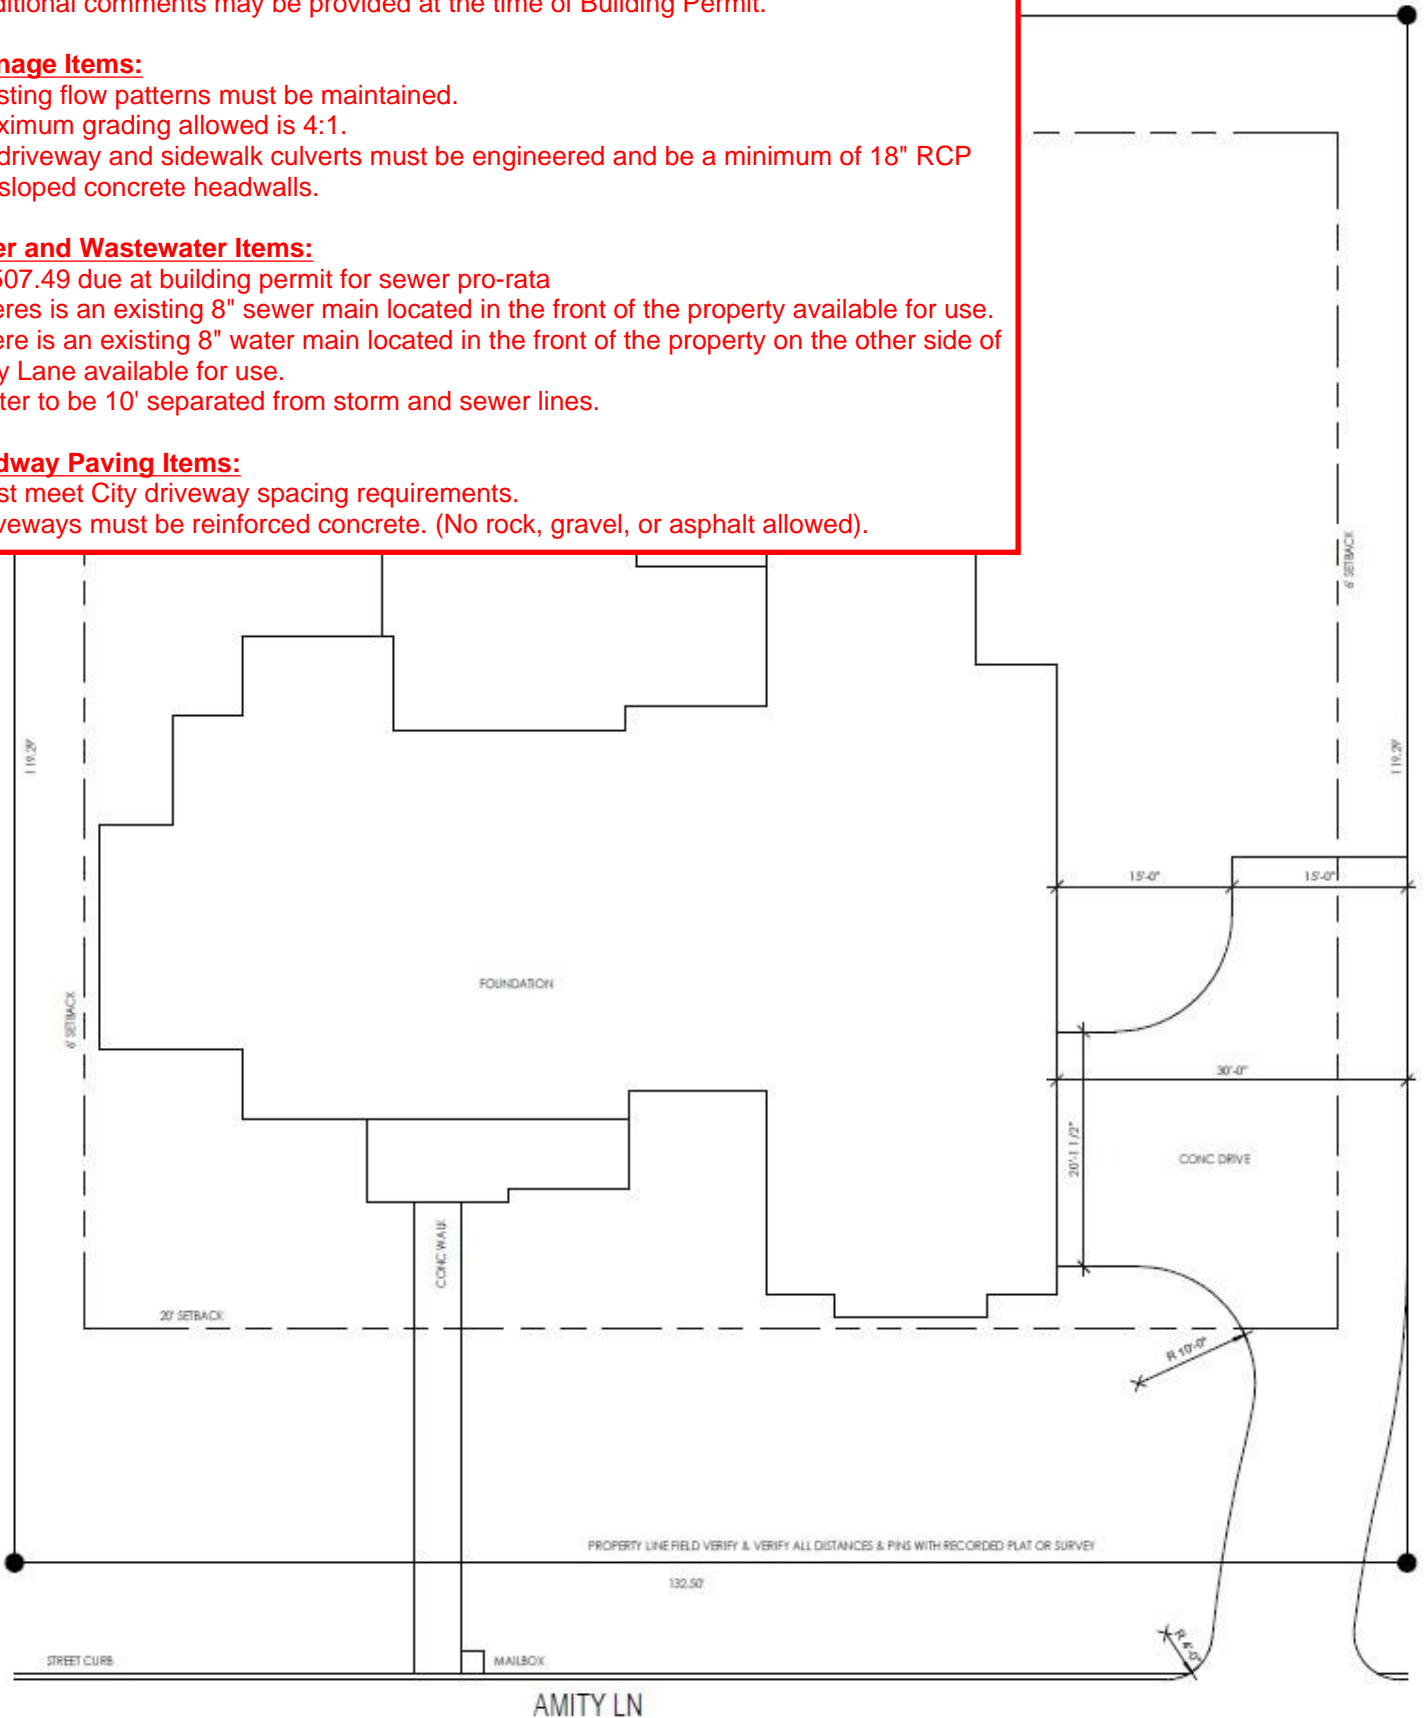 ditional comments may be provided at the time of Building Permit.
nage Items:
sting flow patterns must be maintained.
ximum grading allowed is 4:1.
driveway and sidewalk culverts must be engineered and be a minimum of 18" RCP
sloped concrete headwalls.
er and Wastewater Items:
507.49 due at building permit for sewer pro-rata
eres is an existing 8" sewer main located in the front of the property available for use.
ere is an existing 8" water main located in the front of the property on the other side of
y Lane available for use.
ter to be 10' separated from storm and sewer lines.
dway Paving Items:
st meet City driveway spacing requirements.
veways must be reinforced concrete. (No rock, gravel, or asphalt allowed).
6' SETBACK
119.29'
119.29'
15'-0"
15'-0"
FOUNDATION
6' SETBACK
30'-0"
20'-1 1/2"
CONC DRIVE
CONC WALK
20' SETBACK
R 10'-0"
PROPERTY LINE FIELD VERIFY & VERIFY ALL DISTANCES & PINS WITH RECORDED PLAT OR SURVEY
132.50'
R 4'-0"
STREET CURB
MAILBOX
AMITY LN